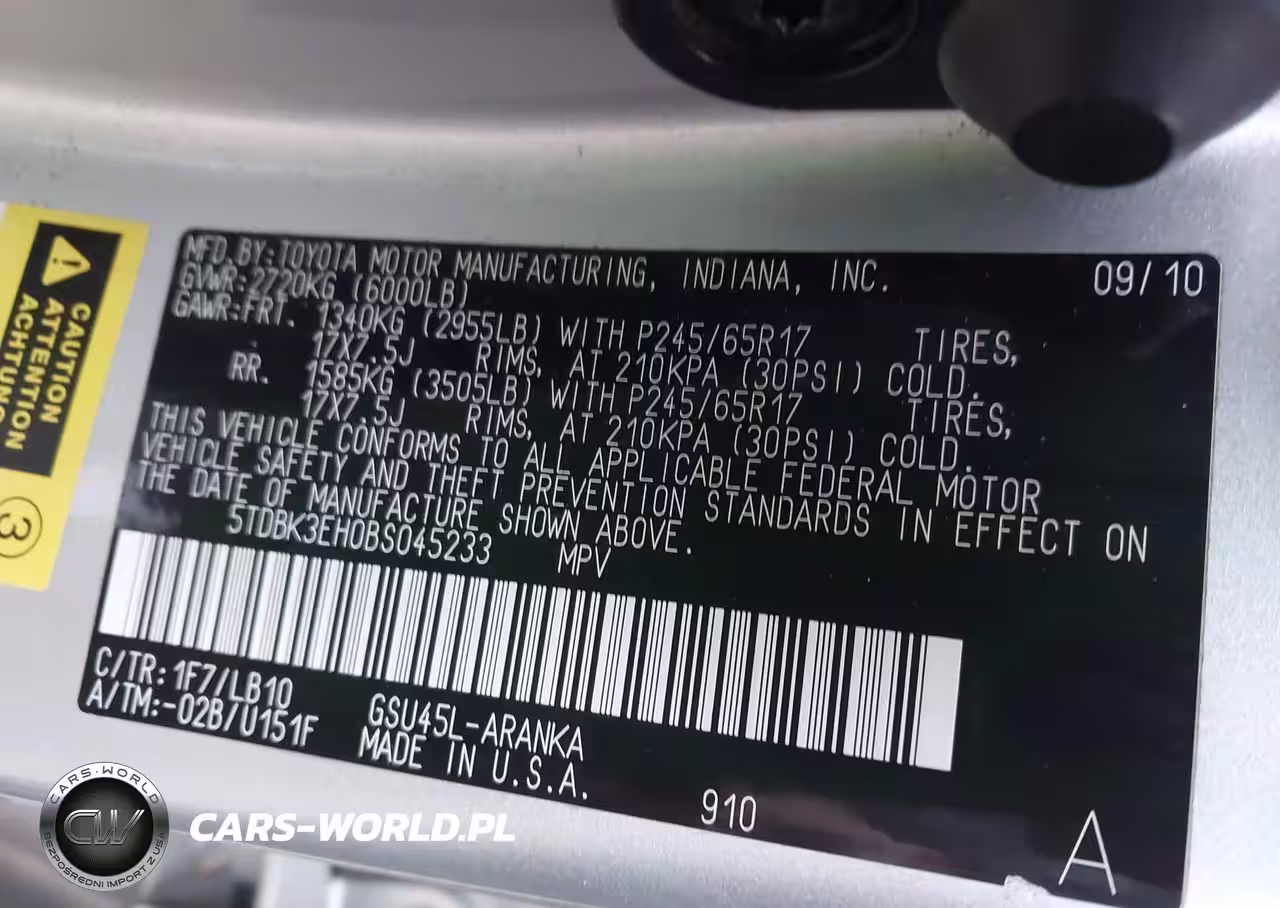 CAUTION
ATTENTION
ACHTUNG
3
MFD. BY: TOYOTA MOTOR MANUFACTURING, INDIANA, INC. 09/10
GVWR: 2720KG (6000LB)
GAWR: FRT. 1340KG (2955LB) WITH P245/65R17 TIRES,
17X7.5J RIMS, AT 210KPA (30PSI) COLD.
RR. 1585KG (3505LB) WITH P245/65R17 TIRES,
17X7.5J RIMS, AT 210KPA (30PSI) COLD.
THIS VEHICLE CONFORMS TO ALL APPLICABLE FEDERAL MOTOR
VEHICLE SAFETY AND THEFT PREVENTION STANDARDS IN EFFECT ON
THE DATE OF MANUFACTURE SHOWN ABOVE.
5TDBK3EH0BS045233 MPV
C/TR: 1F7/LB10 GSU45L-ARANKA
A/TM: -02B/U151F MADE IN U.S.A.
910
A
CARS-WORLD
CW
BEZPOŚREDNI IMPORT Z USA
CARS-WORLD.PL